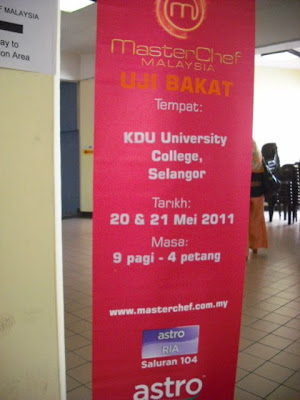 F MALAYSIA
ay to
on Area
MasterChef
MALAYSIA
UJI BAKAT
Tempat:
KDU University
College,
Selangor
Tarikh:
20 & 21 Mei 2011
Masa:
9 pagi - 4 petang
www.masterchef.com.my
astro
RIA
Saluran 104
astro